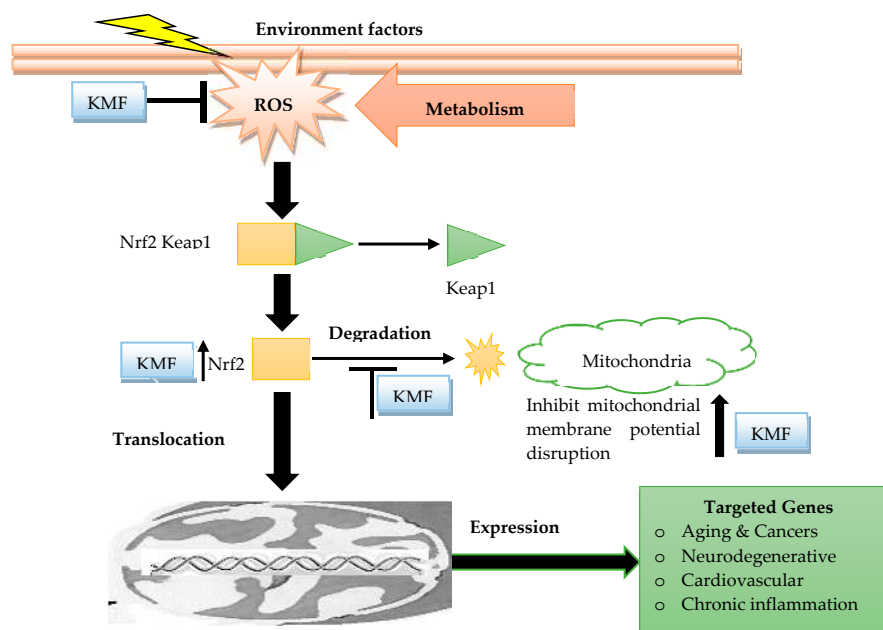 Environment factors
KMF
ROS
Metabolism
Nrf2 Keap1
Keap1
Degradation
KMF
Nrf2
KMF
Mitochondria
Inhibit mitochondrial
membrane potential
disruption
KMF
Translocation
Expression
Targeted Genes
o Aging & Cancers
o Neurodegenerative
o Cardiovascular
o Chronic inflammation